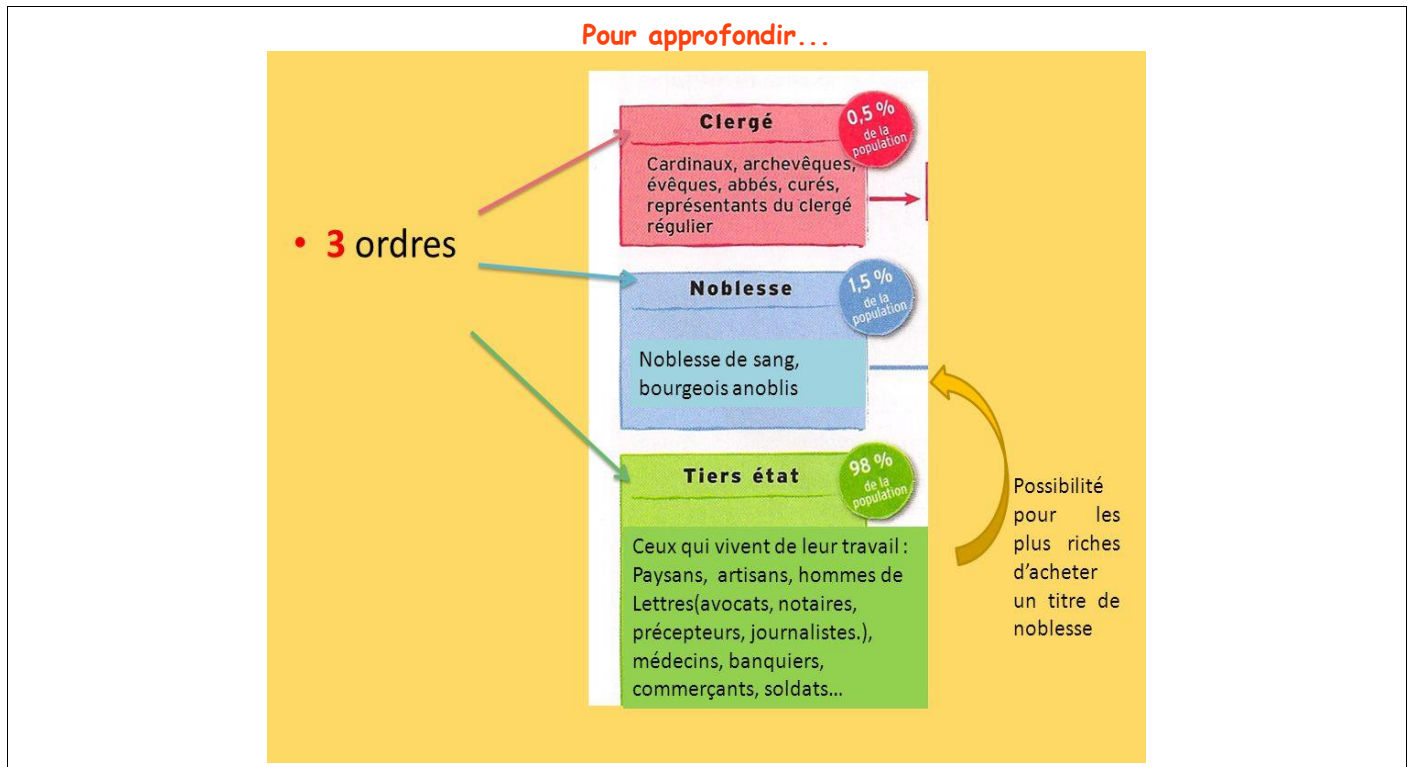 Pour approfondir...
• 3 ordres
Clergé
0,5 %
de la
population
Cardinaux, archevêques,
évêques, abbés, curés,
représentants du clergé
régulier
Noblesse
1,5 %
de la
population
Noblesse de sang,
bourgeois anoblis
Tiers état
98 %
de la
population
Ceux qui vivent de leur travail :
Paysans, artisans, hommes de
Lettres(avocats, notaires,
précepteurs, journalistes.),
médecins, banquiers,
commerçants, soldats...
Possibilité
pour les
plus riches
d’acheter
un titre de
noblesse